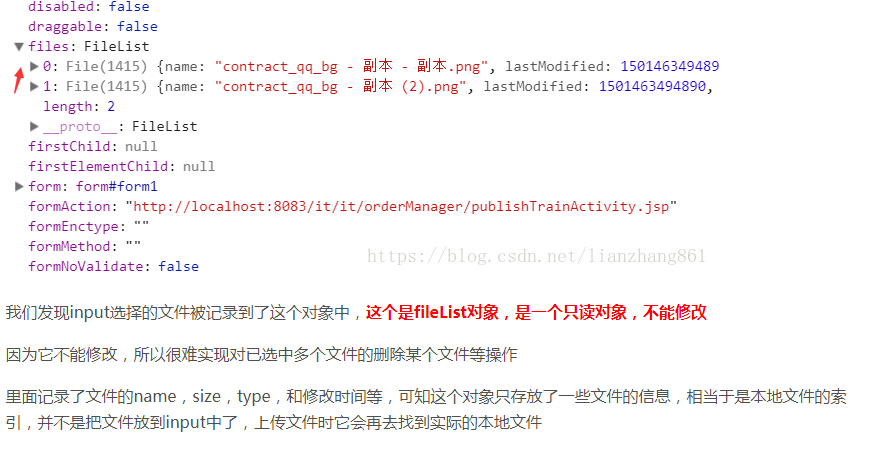 disabled: false
draggable: false
files: FileList
0: File(1415) {name: "contract_qq_bg - 副本 - 副本.png", lastModified: 150146349489
1: File(1415) {name: "contract_qq_bg - 副本 (2).png", lastModified: 1501463494890,
length: 2
__proto__: FileList
firstChild: null
firstElementChild: null
form: form#form1
formAction: "http://localhost:8083/it/it/orderManager/publishTrainActivity.jsp"
formEnctype: ""
formMethod: ""
https://blog.csdn.net/lianzhang861
formNoValidate: false
我们发现input选择的文件被记录到了这个对象中，这个是fileList对象，是一个只读对象，不能修改
因为它不能修改，所以很难实现对已选中多个文件的删除某个文件等操作
里面记录了文件的name，size，type，和修改时间等，可知这个对象只存放了一些文件的信息，相当于是本地文件的索
引，并不是把文件放到input中了，上传文件时它会再去找到实际的本地文件